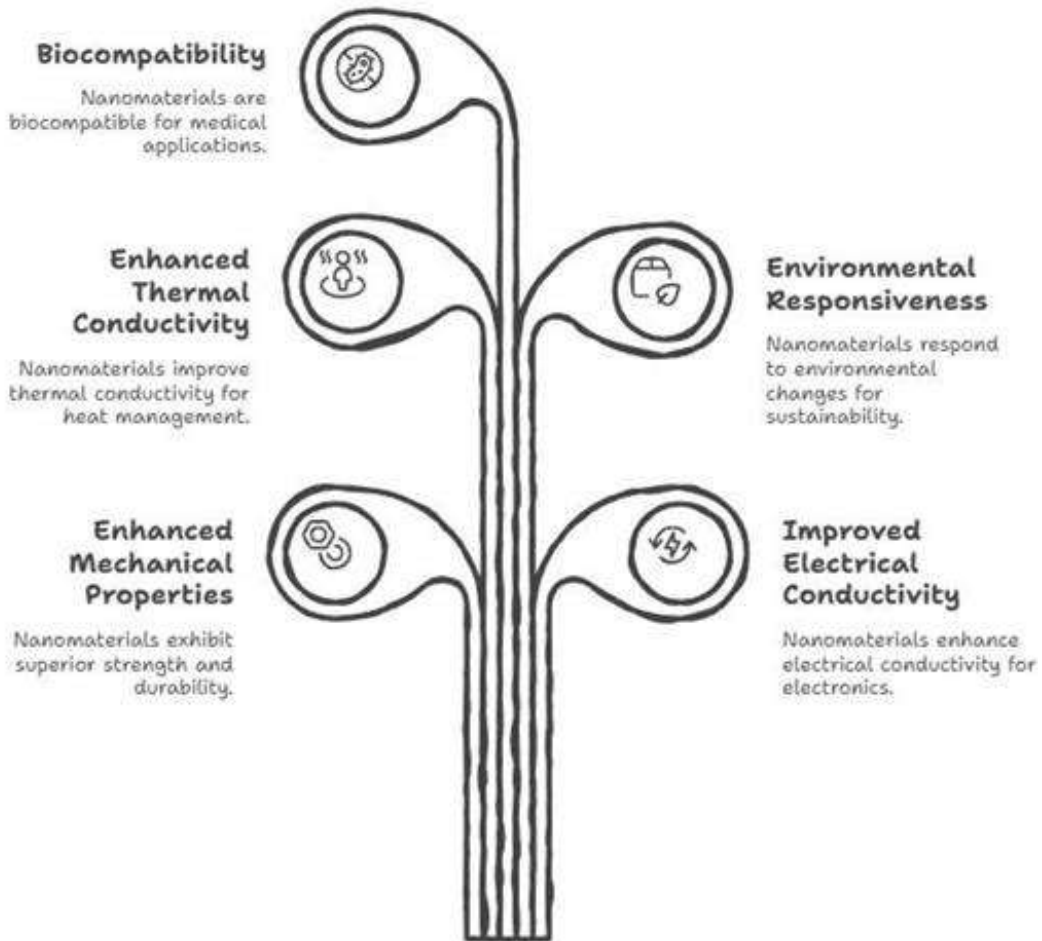 Biocompatibility
Nanomaterials are
biocompatible for medical
applications.
Enhanced
Thermal
Conductivity
Nanomaterials improve
thermal conductivity for
heat management.
Environmental
Responsiveness
Nanomaterials respond
to environmental
changes for
sustainability.
Enhanced
Mechanical
Properties
Nanomaterials exhibit
superior strength and
durability.
Improved
Electrical
Conductivity
Nanomaterials enhance
electrical conductivity for
electronics.